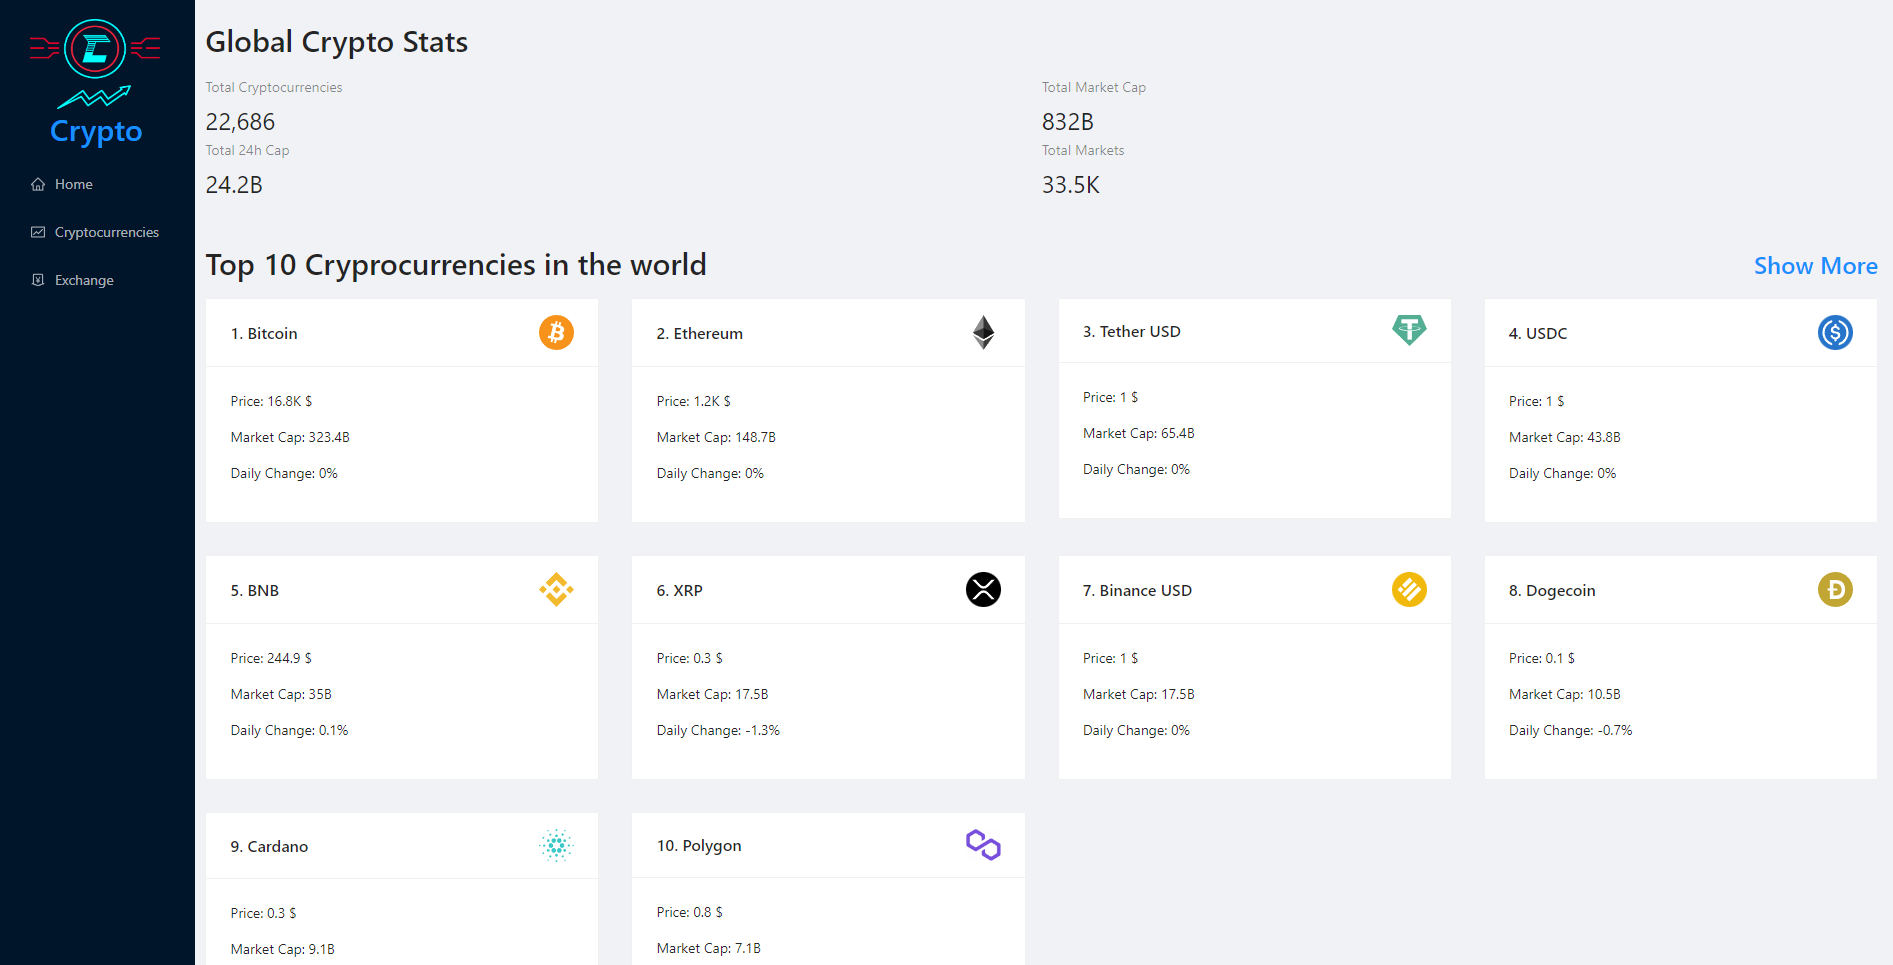 Crypto
Home
Cryptocurrencies
Exchange
Global Crypto Stats
Total Cryptocurrencies
22,686
Total Market Cap
832B
Total 24h Cap
24.2B
Total Markets
33.5K
Top 10 Cryprocurrencies in the world
Show More
1. Bitcoin
Price: 16.8K $
Market Cap: 323.4B
Daily Change: 0%
2. Ethereum
Price: 1.2K $
Market Cap: 148.7B
Daily Change: 0%
3. Tether USD
Price: 1 $
Market Cap: 65.4B
Daily Change: 0%
4. USDC
Price: 1 $
Market Cap: 43.8B
Daily Change: 0%
5. BNB
Price: 244.9 $
Market Cap: 35B
Daily Change: 0.1%
6. XRP
Price: 0.3 $
Market Cap: 17.5B
Daily Change: -1.3%
7. Binance USD
Price: 1 $
Market Cap: 17.5B
Daily Change: 0%
8. Dogecoin
Price: 0.1 $
Market Cap: 10.5B
Daily Change: -0.7%
9. Cardano
Price: 0.3 $
Market Cap: 9.1B
10. Polygon
Price: 0.8 $
Market Cap: 7.1B